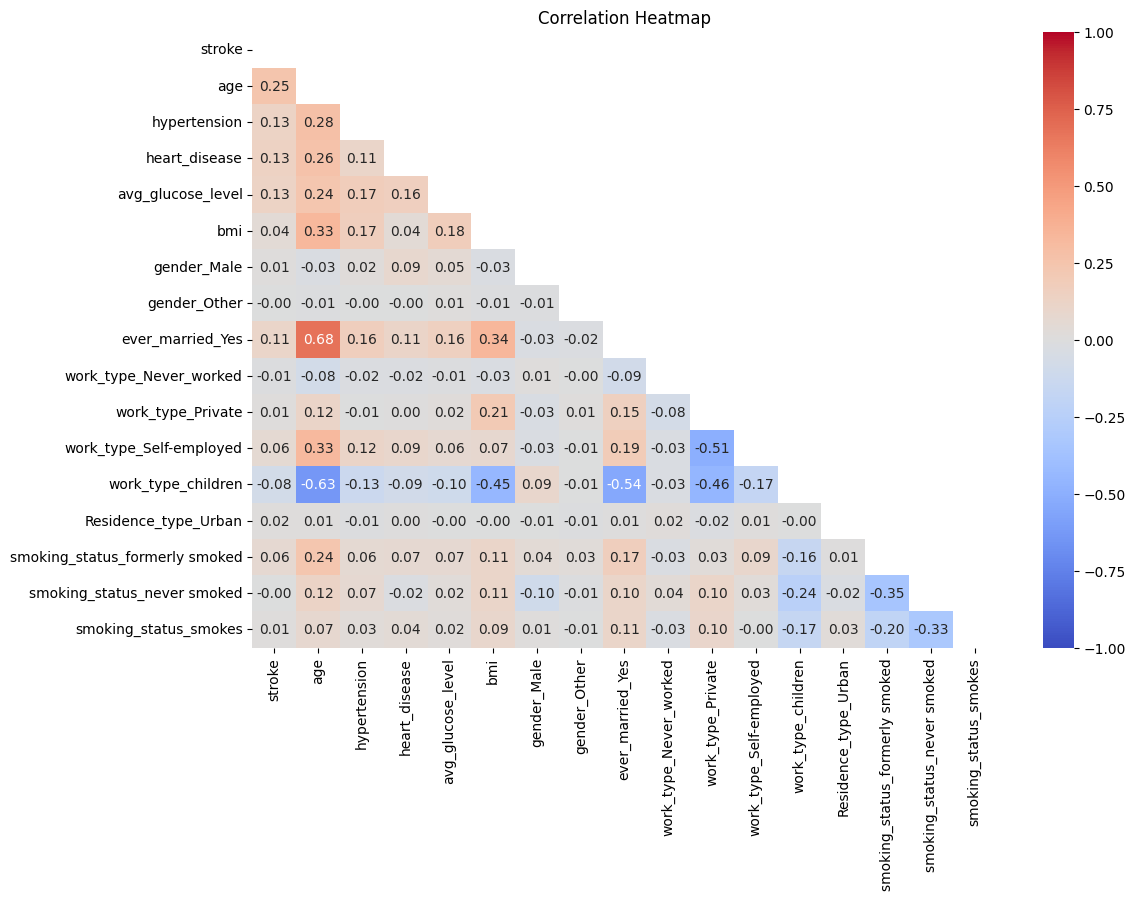 Correlation Heatmap
stroke
age 0.25
hypertension 0.13 0.28
heart_disease 0.13 0.26 0.11
avg_glucose_level 0.13 0.24 0.17 0.16
bmi 0.04 0.33 0.17 0.04 0.18
gender_Male 0.01 -0.03 0.02 0.09 0.05 -0.03
gender_Other -0.00 -0.01 -0.00 -0.00 0.01 -0.01 -0.01
ever_married_Yes 0.11 0.68 0.16 0.11 0.16 0.34 -0.03 -0.02
work_type_Never_worked -0.01 -0.08 -0.02 -0.02 -0.01 -0.03 0.01 -0.00 -0.09
work_type_Private 0.01 0.12 -0.01 0.00 0.02 0.21 -0.03 0.01 0.15 -0.08
work_type_Self-employed 0.06 0.33 0.12 0.09 0.06 0.07 -0.03 -0.01 0.19 -0.03 -0.51
work_type_children -0.08 -0.63 -0.13 -0.09 -0.10 -0.45 0.09 -0.01 -0.54 -0.03 -0.46 -0.17
Residence_type_Urban 0.02 0.01 -0.01 0.00 -0.00 -0.00 -0.01 -0.01 0.01 0.02 -0.02 0.01 -0.00
smoking_status_formerly smoked 0.06 0.24 0.06 0.07 0.07 0.11 0.04 0.03 0.17 -0.03 0.03 0.09 -0.16 0.01
smoking_status_never smoked -0.00 0.12 0.07 -0.02 0.02 0.11 -0.10 -0.01 0.10 0.04 0.10 0.03 -0.24 -0.02 -0.35
smoking_status_smokes 0.01 0.07 0.03 0.04 0.02 0.09 0.01 -0.01 0.11 -0.03 0.10 -0.00 -0.17 0.03 -0.20 -0.33
stroke
age
hypertension
heart_disease
avg_glucose_level
bmi
gender_Male
gender_Other
ever_married_Yes
work_type_Never_worked
work_type_Private
work_type_Self-employed
work_type_children
Residence_type_Urban
smoking_status_formerly smoked
smoking_status_never smoked
smoking_status_smokes
1.00
0.75
0.50
0.25
0.00
-0.25
-0.50
-0.75
-1.00